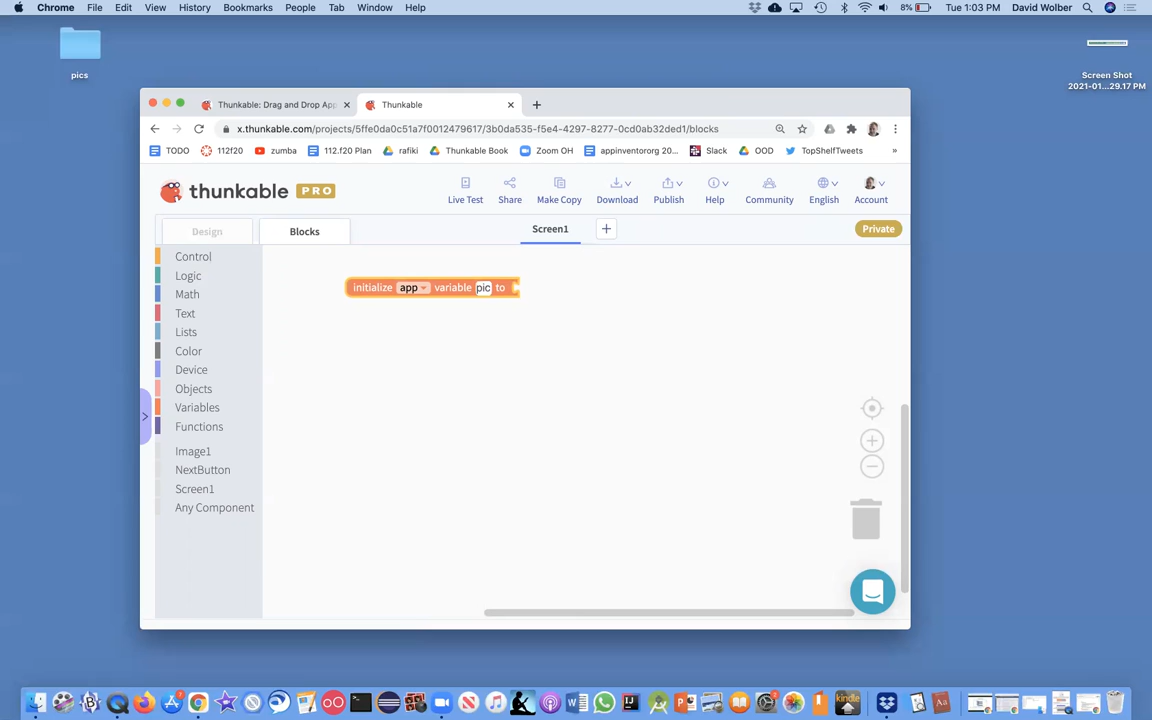 Chrome File Edit View History Bookmarks People Tab Window Help 8% Tue 1:03 PM David Wolber
pics
Screen Shot
2021-01...29.17 PM
Thunkable: Drag and Drop App
Thunkable
x.thunkable.com/projects/5ffe0da0c51a7f0012479617/3b0da535-f5e4-4297-8277-0cd0ab32ded1/blocks
TODO 112f20 zumba 112.f20 Plan rafiki Thunkable Book Zoom OH appinventororg 20... Slack OOD TopShelfTweets »
thunkable PRO
Live Test Share Make Copy Download Publish Help Community English Account
Design Blocks Screen1 + Private
Control
Logic
Math
Text
Lists
Color
Device
Objects
Variables
Functions
Image1
NextButton
Screen1
Any Component
initialize app variable pic to